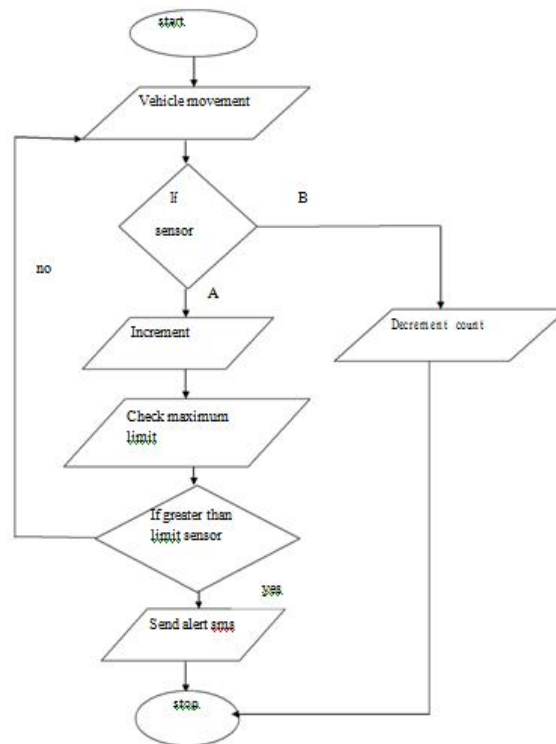 start
Vehicle movement
If
sensor
B
no
A
Increment
Decrement count
Check maximum
limit
If greater than
limit sensor
yes
Send alert sms
stop